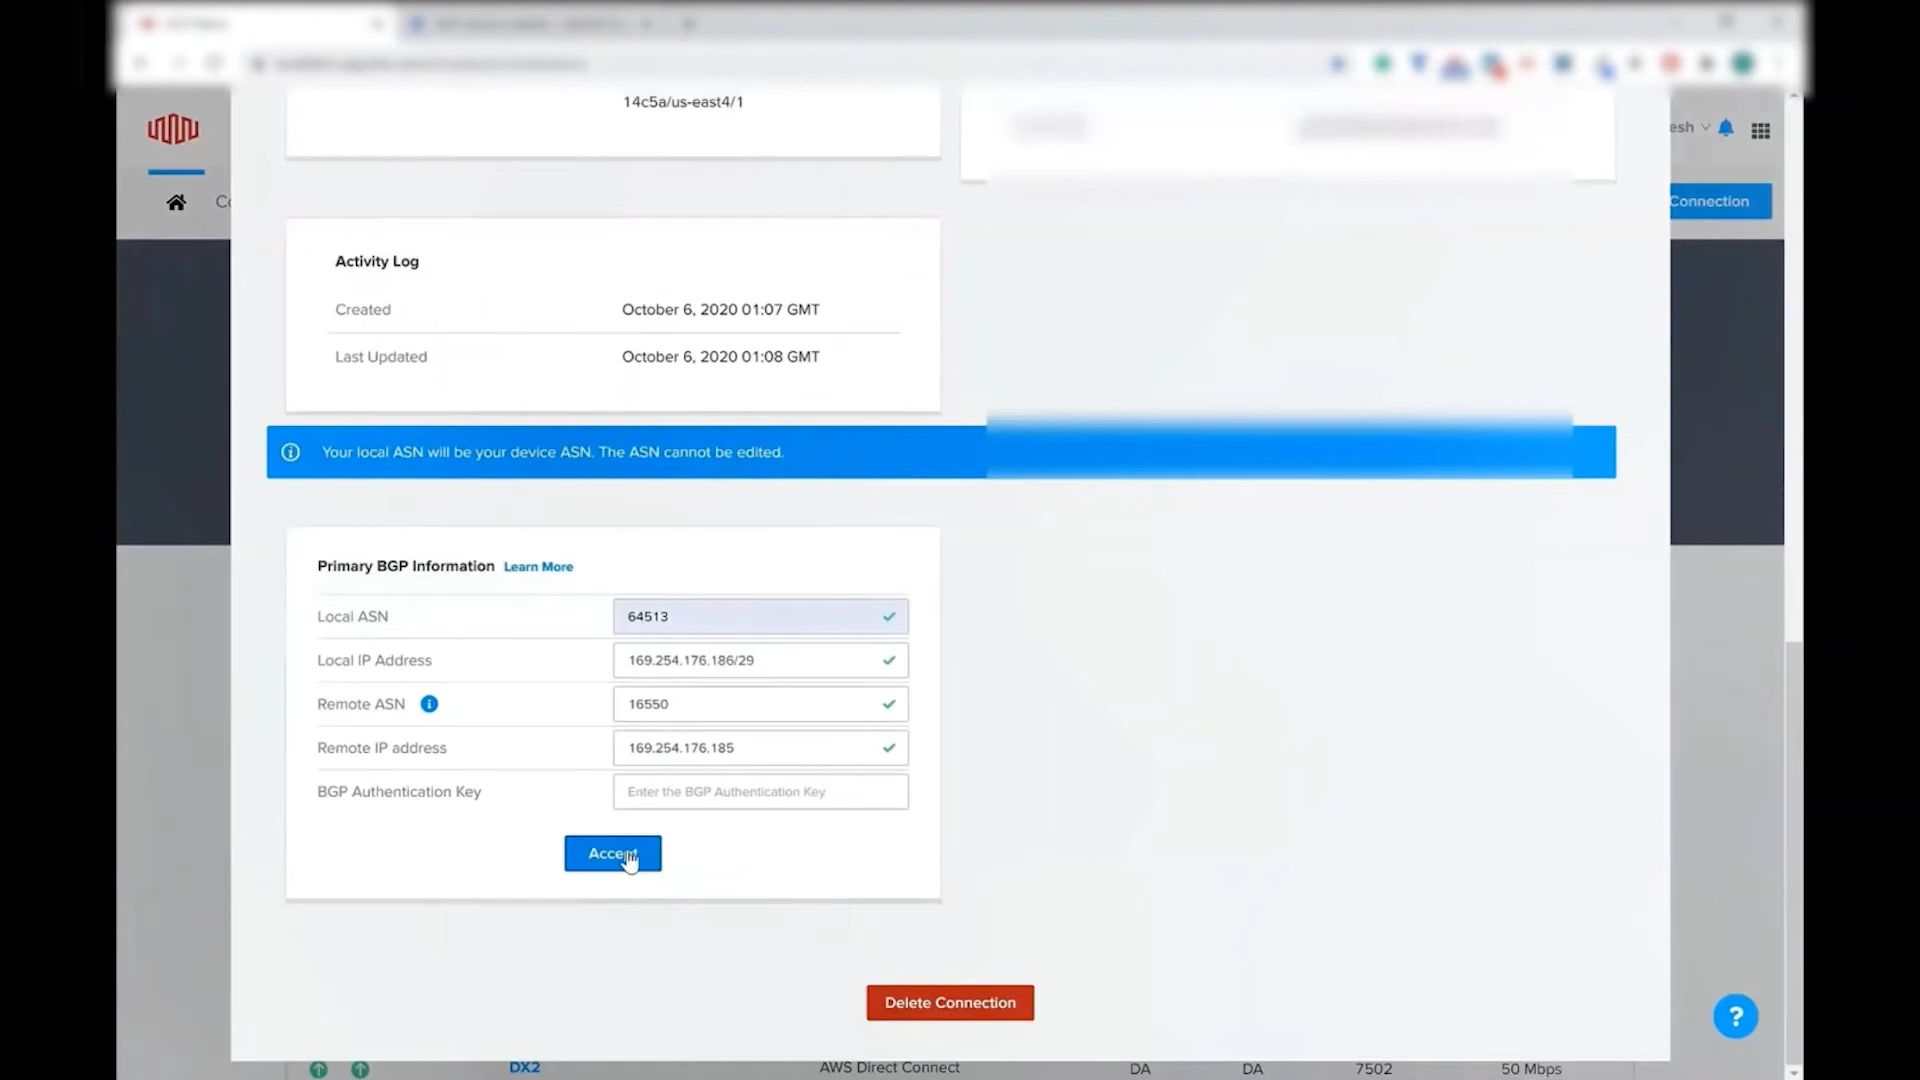 14c5a/us-east4/1
esh
Connection
Activity Log
Created October 6, 2020 01:07 GMT
Last Updated October 6, 2020 01:08 GMT
Your local ASN will be your device ASN. The ASN cannot be edited.
Primary BGP Information Learn More
Local ASN 64513
Local IP Address 169.254.176.186/29
Remote ASN 16550
Remote IP address 169.254.176.185
BGP Authentication Key Enter the BGP Authentication Key
Accept
Delete Connection
?
DX2 AWS Direct Connect DA DA 7502 50 Mbps